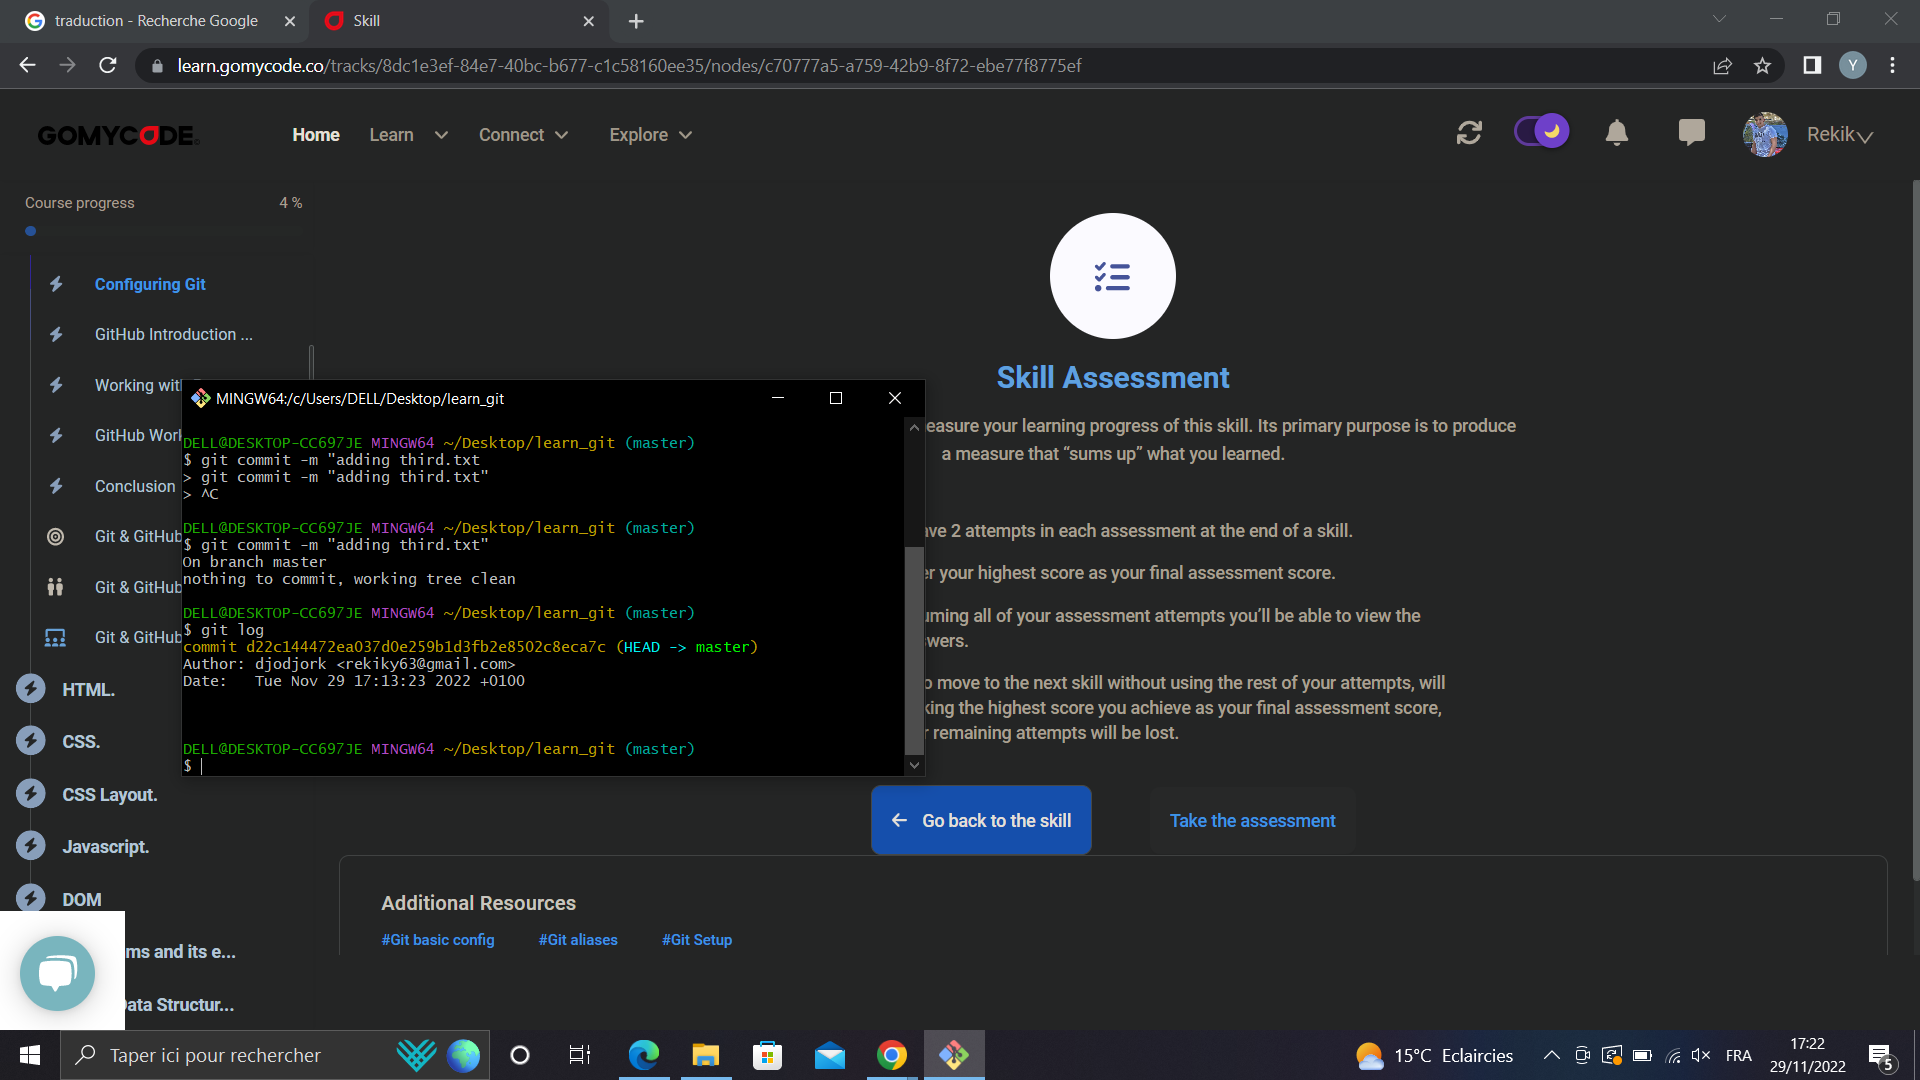 traduction - Recherche Google
Skill
learn.gomycode.co/tracks/8dc1e3ef-84e7-40bc-b677-c1c58160ee35/nodes/c70777a5-a759-42b9-8f72-ebe77f8775ef
Y
GOMYCODE
Home
Learn
Connect
Explore
Rekik
Course progress
4 %
Configuring Git
GitHub Introduction ...
Working with
GitHub Worl
Conclusion
Git & GitHub
Git & GitHub
Git & GitHub
HTML.
CSS.
CSS Layout.
Javascript.
DOM
ms and its e...
Data Structur...
Skill Assessment
easure your learning progress of this skill. Its primary purpose is to produce
a measure that “sums up” what you learned.
ve 2 attempts in each assessment at the end of a skill.
er your highest score as your final assessment score.
uming all of your assessment attempts you’ll be able to view the
wers.
o move to the next skill without using the rest of your attempts, will
king the highest score you achieve as your final assessment score,
r remaining attempts will be lost.
Go back to the skill
Take the assessment
Additional Resources
#Git basic config
#Git aliases
#Git Setup
MINGW64:/c/Users/DELL/Desktop/learn_git
DELL@DESKTOP-CC697JE MINGW64 ~/Desktop/learn_git (master)
$ git commit -m "adding third.txt
> git commit -m "adding third.txt"
> ^C
DELL@DESKTOP-CC697JE MINGW64 ~/Desktop/learn_git (master)
$ git commit -m "adding third.txt"
On branch master
nothing to commit, working tree clean
DELL@DESKTOP-CC697JE MINGW64 ~/Desktop/learn_git (master)
$ git log
commit d22c144472ea037d0e259b1d3fb2e8502c8eca7c (HEAD -> master)
Author: djodjork <rekiky63@gmail.com>
Date:   Tue Nov 29 17:13:23 2022 +0100
DELL@DESKTOP-CC697JE MINGW64 ~/Desktop/learn_git (master)
$
Taper ici pour rechercher
15°C Eclaircies
FRA
17:22
29/11/2022
5